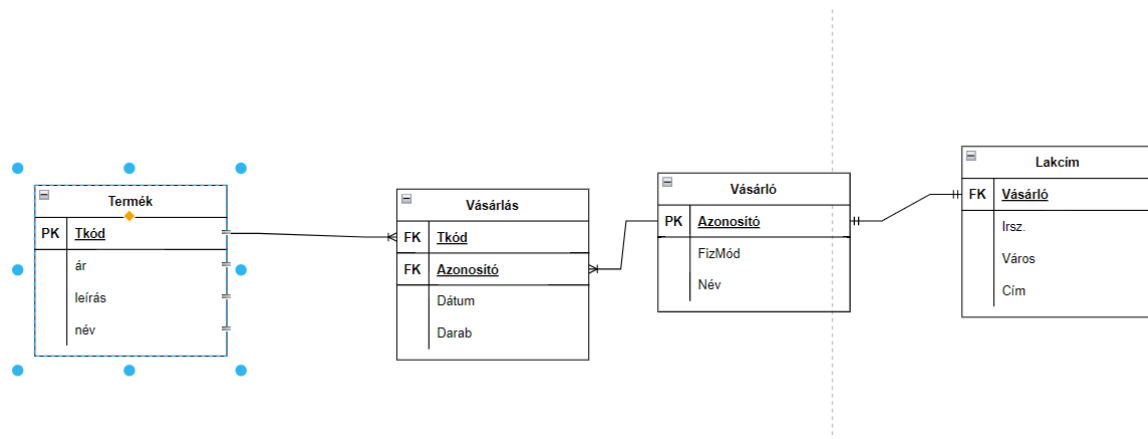 Termék
PK Tkód
ár
leírás
név
Vásárlás
FK Tkód
FK Azonosító
Dátum
Darab
Vásárló
PK Azonosító
FIzMód
Név
Lakcím
FK Vásárló
Irsz.
Város
Cím